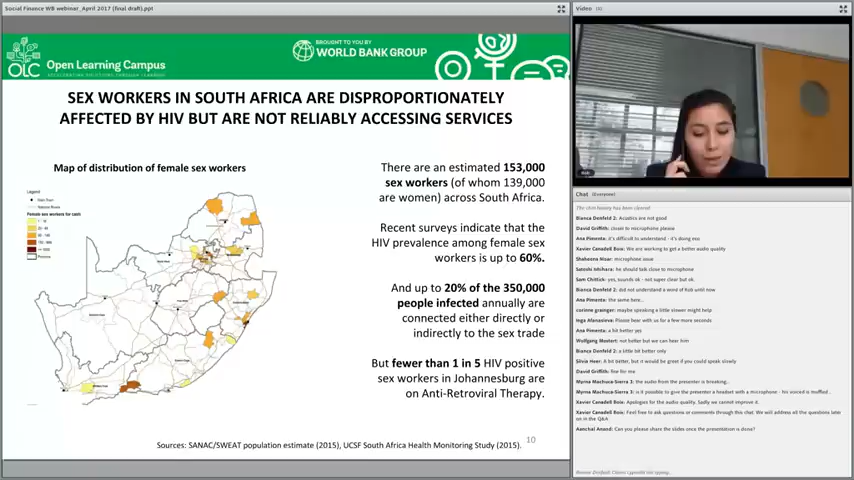 Social Finance WB webinar_April 2017 (final draft).ppt
OLC
Open Learning Campus
BROUGHT TO YOU BY
WORLD BANK GROUP
SEX WORKERS IN SOUTH AFRICA ARE DISPROPORTIONATELY
AFFECTED BY HIV BUT ARE NOT RELIABLY ACCESSING SERVICES
Map of distribution of female sex workers
Legend
There are an estimated 153,000
sex workers (of whom 139,000
are women) across South Africa.
Recent surveys indicate that the
HIV prevalence among female sex
workers is up to 60%.
And up to 20% of the 350,000
people infected annually are
connected either directly or
indirectly to the sex trade
But fewer than 1 in 5 HIV positive
sex workers in Johannesburg are
on Anti-Retroviral Therapy.
Sources: SANAC/SWEAT population estimate (2015), UCSF South Africa Health Monitoring Study (2015).
10
Video
Rob
Chat (Everyone)
The chat history has been cleared
Bianca Denfeld 2: Acustics are not good
David Griffith: closer to microphone please
Ana Pimenta: it's difficult to understand - it's doing eco
Xavier Canadell Boix: We are working to get a better audio quality
Shabeena Nisar: microphone issue
Satoshi Ishihara: he should talk close to microphone
Sam Chittick: yes, sounds ok - not super clear but ok
Bianca Denfeld 2: did not understand a word of Rob until now
Ana Pimenta: the same here..
corinne grainger: maybe speaking a little slower might help
Inga Afanasieva: Please bear with us for a few more seconds
Ana Pimenta: a bit better yes
Wolfgang Mostert: not better but we can hear him
Bianca Denfeld 2: a little bit better only
Silvia Heer: A bit better, but it would be great if you could speak slowly
David Griffith: fine for me
Myrna Machuca-Sierra 3: the audio from the presenter is breaking..
Myrna Machuca-Sierra 3: is it possible to give the presenter a headset with a microphone - his voiced is muffled .
Xavier Canadell Boix: Apologies for the audio quality. Sadly we cannot improve it.
Xavier Canadell Boix: Feel free to ask questions or comments through this chat. We will address all the questions later
on in the Q&A
Aanchal Anand: Can you please share the slides once the presentation is done?